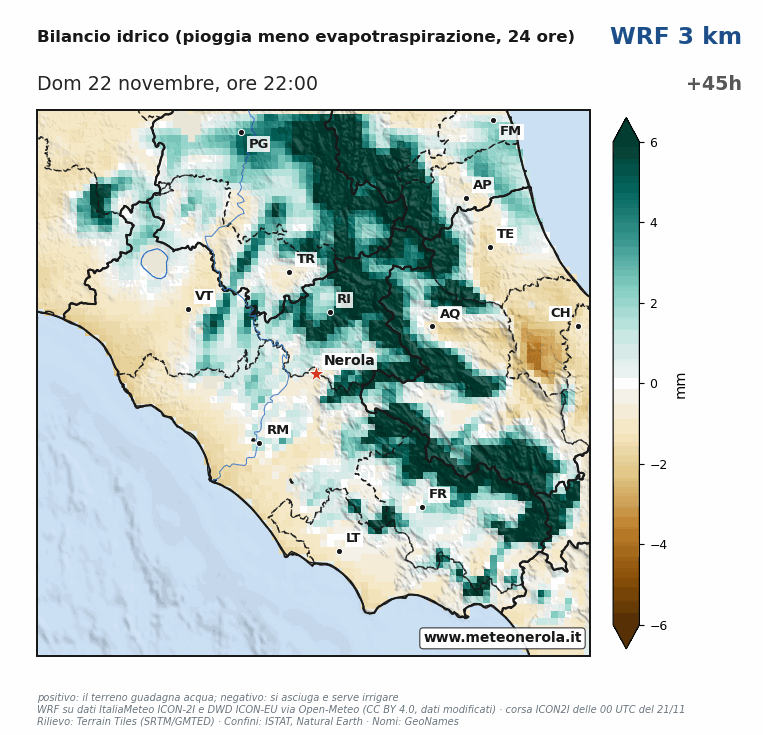 Bilancio idrico (pioggia meno evapotraspirazione, 24 ore)
WRF 3 km
Dom 22 novembre, ore 22:00
+45h
FM
PG
AP
TE
TR
VT
RI
AQ
CH
Nerola
RM
FR
LT
www.meteonerola.it
6
4
2
0
−2
−4
−6
mm
positivo: il terreno guadagna acqua; negativo: si asciuga e serve irrigare
WRF su dati ItaliaMeteo ICON-2I e DWD ICON-EU via Open-Meteo (CC BY 4.0, dati modificati) · corsa ICON2I delle 00 UTC del 21/11
Rilievo: Terrain Tiles (SRTM/GMTED) · Confini: ISTAT, Natural Earth · Nomi: GeoNames